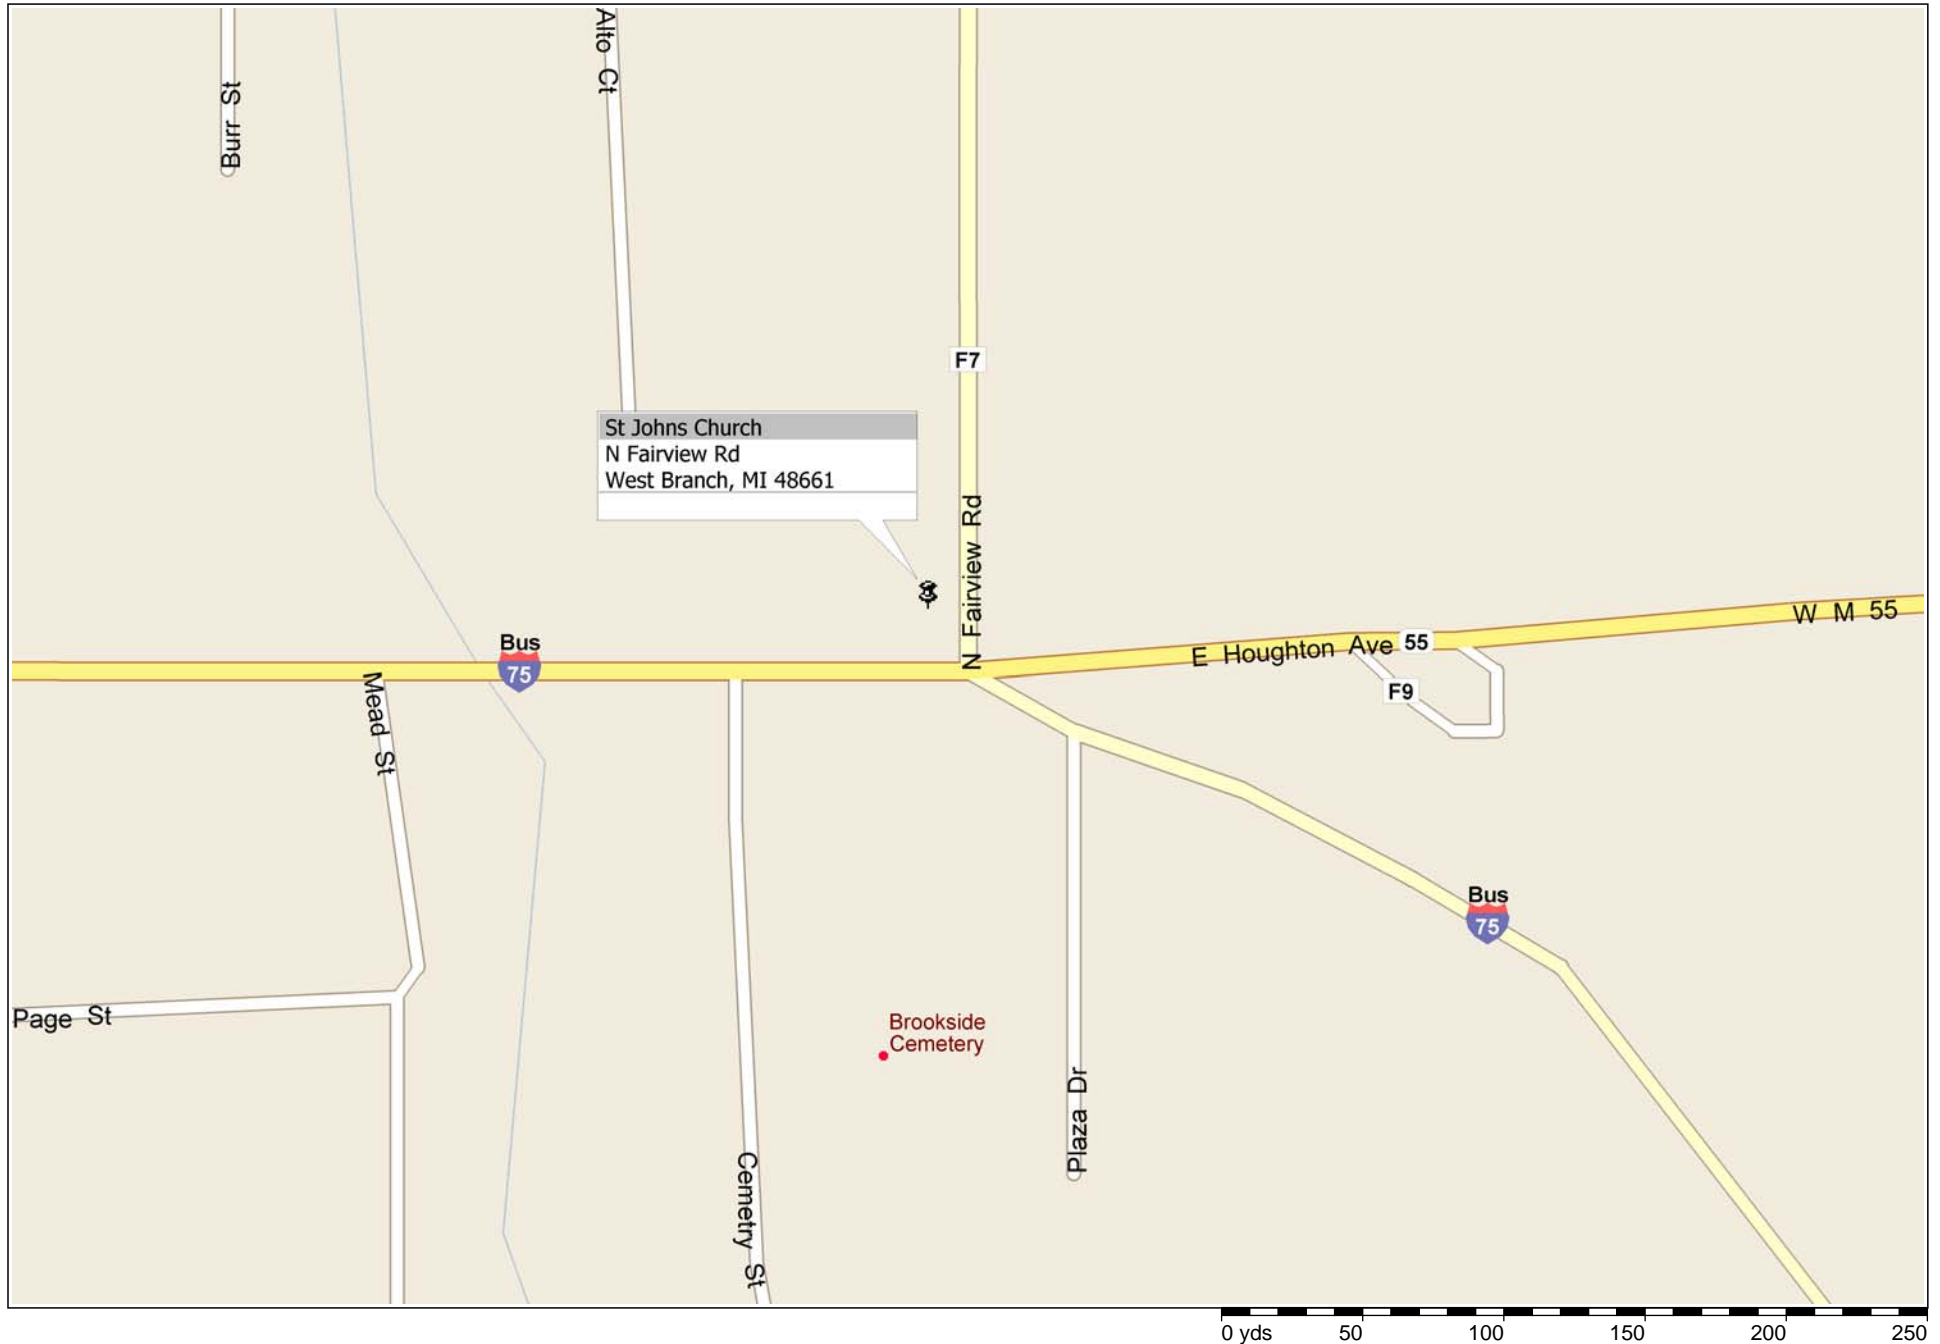 Burr St
Alto Ct
F7
St Johns Church
N Fairview Rd
West Branch, MI 48661
N Fairview Rd
Bus
75
E Houghton Ave
55
W M 55
F9
Mead St
Bus
75
Page St
Brookside
Cemetery
Plaza Dr
Cemetry St
0 yds 50 100 150 200 250